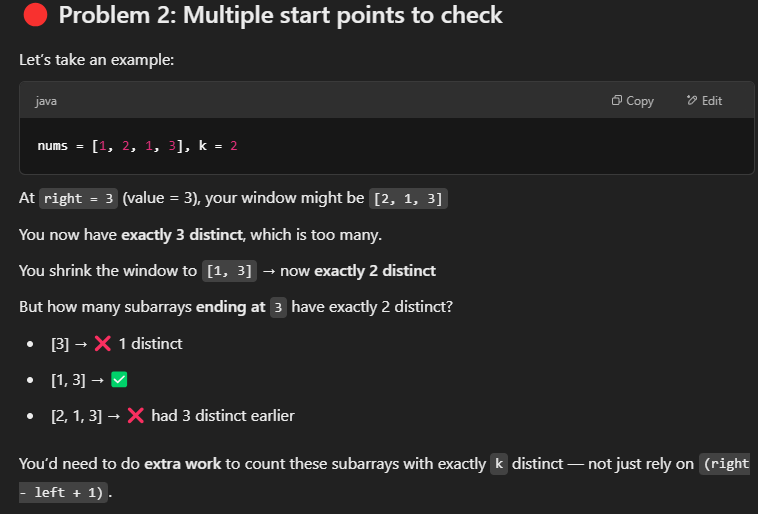 🔴 Problem 2: Multiple start points to check
Let's take an example:
java Copy Edit
nums = [1, 2, 1, 3], k = 2
At right = 3 (value = 3), your window might be [2, 1, 3]
You now have exactly 3 distinct, which is too many.
You shrink the window to [1, 3] → now exactly 2 distinct
But how many subarrays ending at 3 have exactly 2 distinct?
• [3] → ❌ 1 distinct
• [1, 3] → ✅
• [2, 1, 3] → ❌ had 3 distinct earlier
You'd need to do extra work to count these subarrays with exactly k distinct — not just rely on (right
- left + 1).